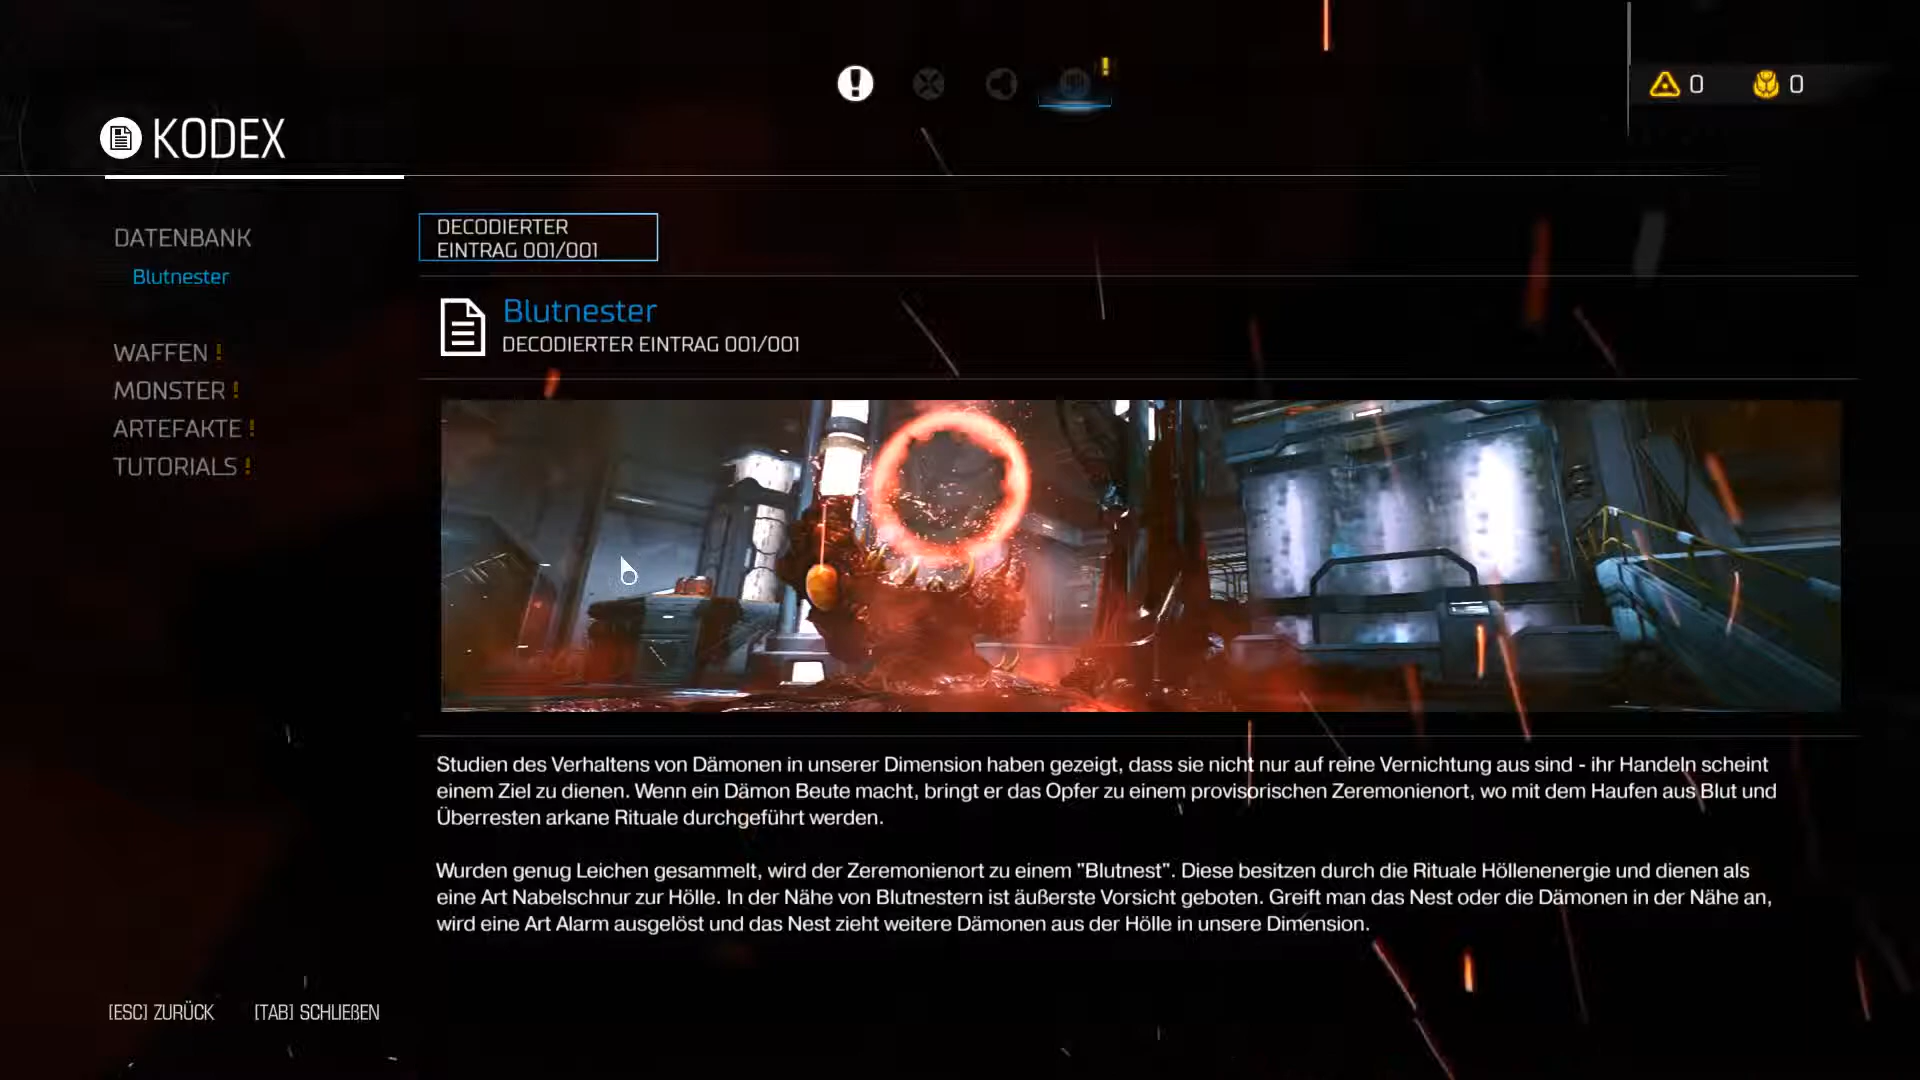 0 0
KODEX
DATENBANK
Blutnester
WAFFEN !
MONSTER !
ARTEFAKTE !
TUTORIALS !
DECODIERTER
EINTRAG 001/001
Blutnester
DECODIERTER EINTRAG 001/001
Studien des Verhaltens von Dämonen in unserer Dimension haben gezeigt, dass sie nicht nur auf reine Vernichtung aus sind - ihr Handeln scheint
einem Ziel zu dienen. Wenn ein Dämon Beute macht, bringt er das Opfer zu einem provisorischen Zeremonienort, wo mit dem Haufen aus Blut und
Überresten arkane Rituale durchgeführt werden.
Wurden genug Leichen gesammelt, wird der Zeremonienort zu einem "Blutnest". Diese besitzen durch die Rituale Höllenenergie und dienen als
eine Art Nabelschnur zur Hölle. In der Nähe von Blutnestern ist äußerste Vorsicht geboten. Greift man das Nest oder die Dämonen in der Nähe an,
wird eine Art Alarm ausgelöst und das Nest zieht weitere Dämonen aus der Hölle in unsere Dimension.
[ESC] ZURÜCK [TAB] SCHLIEßEN